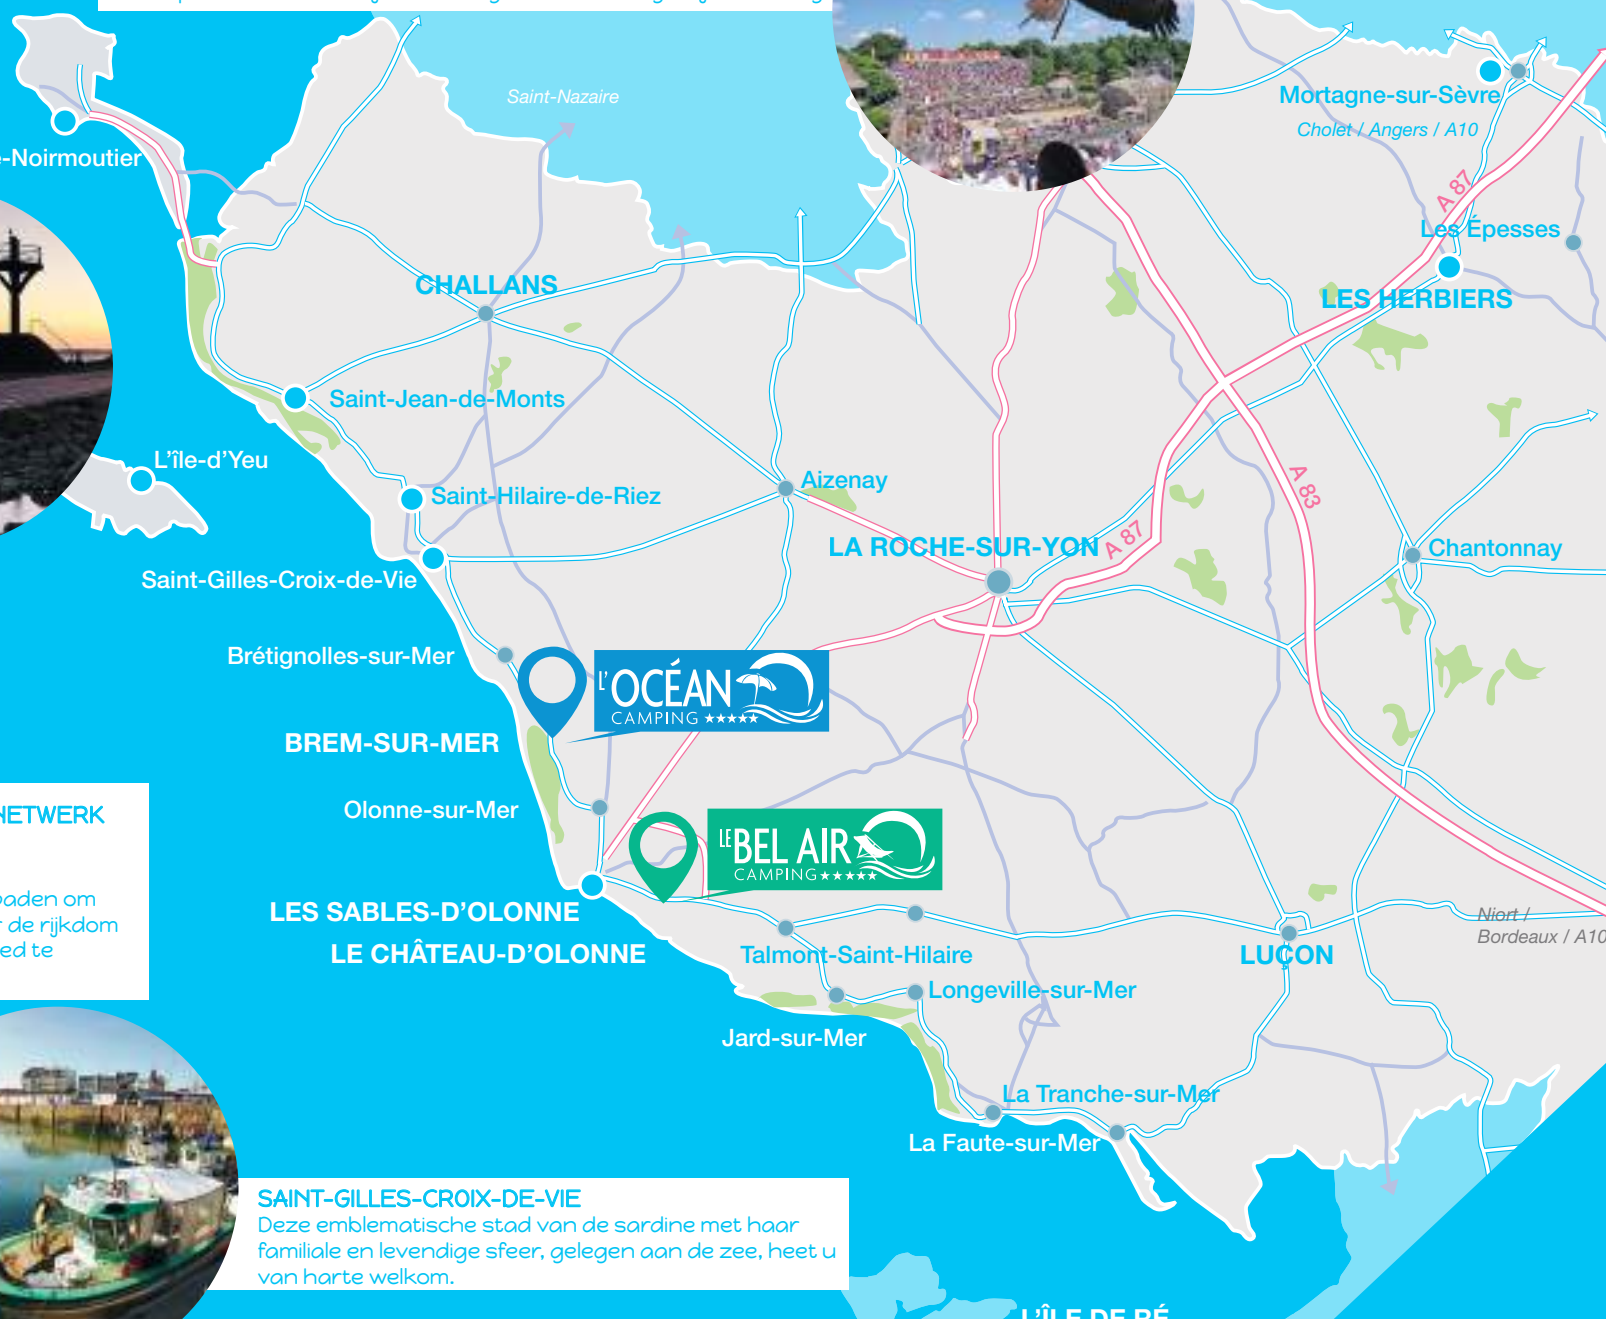 Saint-Nazaire
Mortagne-sur-Sèvre
Cholet / Angers / A10
-Noirmoutier
A 87
Les Épesses
CHALLANS
LES HERBIERS
Saint-Jean-de-Monts
L'île-d'Yeu
Aizenay
A 83
Saint-Hilaire-de-Riez
LA ROCHE-SUR-YON
A 87
Chantonnay
Saint-Gilles-Croix-de-Vie
Brétignolles-sur-Mer
L'OCÉAN
CAMPING ★★★★★
BREM-SUR-MER
NETWERK
Olonne-sur-Mer
LE BEL AIR
CAMPING ★★★★★
aden om
r de rijkdom
ed te
LES SABLES-D'OLONNE
LE CHÂTEAU-D'OLONNE
Talmont-Saint-Hilaire
LUÇON
Niort /
Bordeaux / A10
Longeville-sur-Mer
Jard-sur-Mer
La Tranche-sur-Mer
La Faute-sur-Mer
SAINT-GILLES-CROIX-DE-VIE
Deze emblematische stad van de sardine met haar
familiale en levendige sfeer, gelegen aan de zee, heet u
van harte welkom.
L'ÎLE DE RÉ